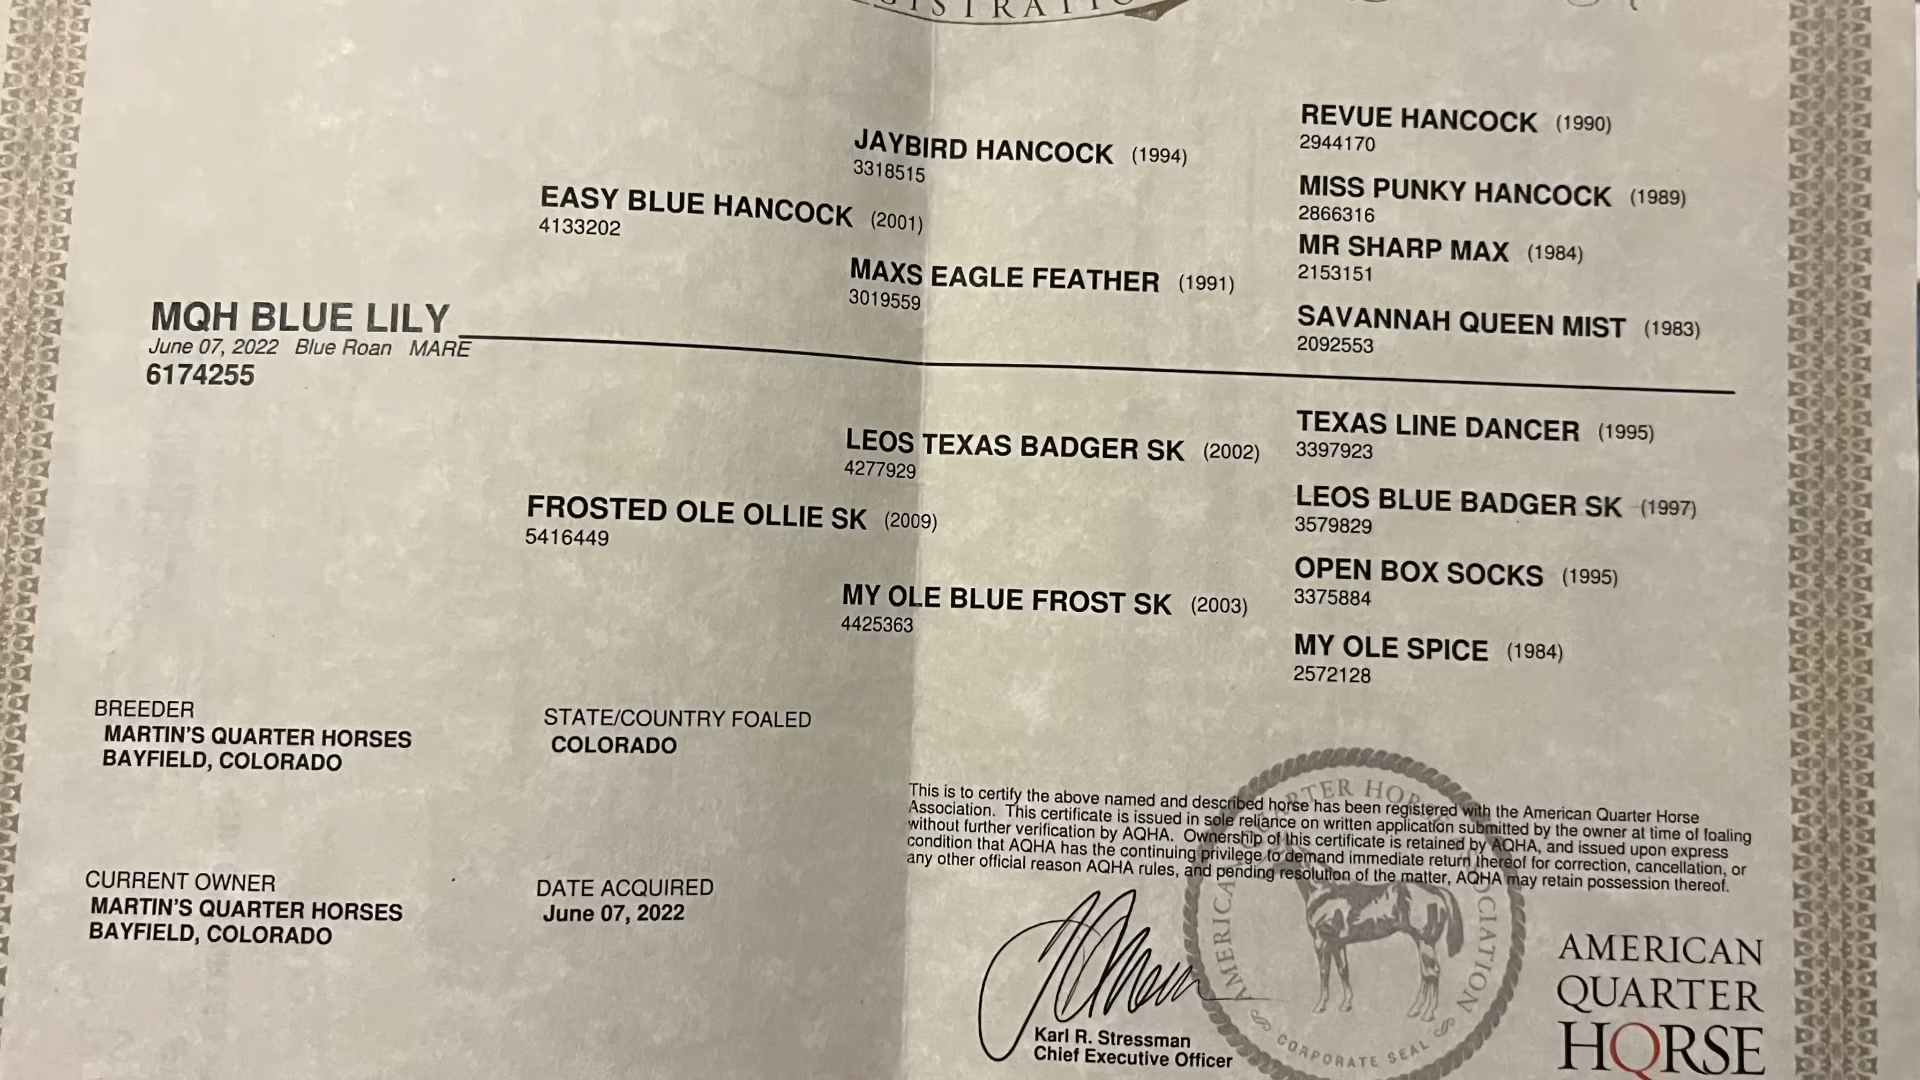 REVUE HANCOCK (1990)
2944170
JAYBIRD HANCOCK (1994)
3318515
MISS PUNKY HANCOCK (1989)
2866316
EASY BLUE HANCOCK (2001)
4133202
MR SHARP MAX (1984)
2153151
MAXS EAGLE FEATHER (1991)
3019559
SAVANNAH QUEEN MIST (1983)
2092553
MQH BLUE LILY
June 07, 2022 Blue Roan MARE
6174255
TEXAS LINE DANCER (1995)
3397923
LEOS TEXAS BADGER SK (2002)
4277929
LEOS BLUE BADGER SK (1997)
3579829
FROSTED OLE OLLIE SK (2009)
5416449
OPEN BOX SOCKS (1995)
3375884
MY OLE BLUE FROST SK (2003)
4425363
MY OLE SPICE (1984)
2572128
BREEDER
MARTIN'S QUARTER HORSES
BAYFIELD, COLORADO
STATE/COUNTRY FOALED
COLORADO
This is to certify the above named and described horse has been registered with the American Quarter Horse
Association. This certificate is issued in sole reliance on written application submitted by the owner at time of foaling
without further verification by AQHA. Ownership of this certificate is retained by AQHA, and issued upon express
condition that AQHA has the continuing privilege to demand immediate return thereof for correction, cancellation, or
any other official reason AQHA rules, and pending resolution of the matter, AQHA may retain possession thereof.
CURRENT OWNER
MARTIN'S QUARTER HORSES
BAYFIELD, COLORADO
DATE ACQUIRED
June 07, 2022
Karl R. Stressman
Chief Executive Officer
AMERICAN QUARTER HORSE ASSOCIATION
CORPORATE SEAL
AMERICAN
QUARTER
HORSE